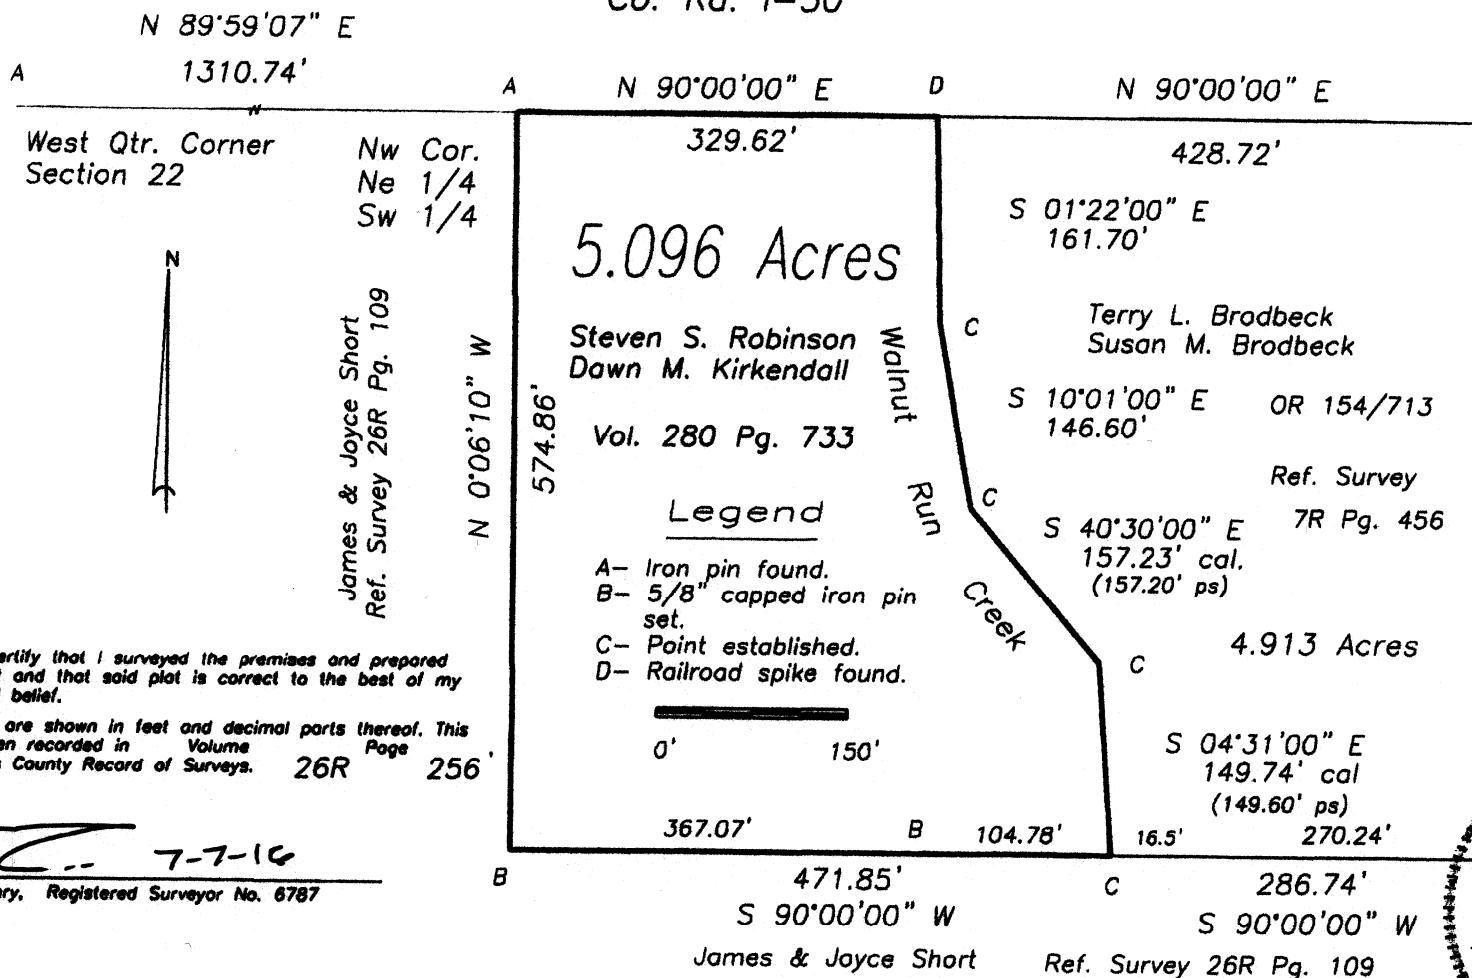 Co. Rd. T-50
N 89°59'07" E
1310.74'
A
A
N 90°00'00" E
D
N 90°00'00" E
329.62'
428.72'
West Qtr. Corner
Section 22
Nw Cor.
Ne 1/4
Sw 1/4
S 01°22'00" E
161.70'
5.096 Acres
N
James & Joyce Short
Ref. Survey 26R Pg. 109
N 0°06'10" W
574.86'
Steven S. Robinson
Dawn M. Kirkendall
Vol. 280 Pg. 733
Walnut
Run
Creek
C
Terry L. Brodbeck
Susan M. Brodbeck
S 10°01'00" E
146.60'
OR 154/713
Ref. Survey
7R Pg. 456
C
S 40°30'00" E
157.23' cal.
(157.20' ps)
Legend
A– Iron pin found.
B– 5/8" capped iron pin
set.
C– Point established.
D– Railroad spike found.
0' 150'
4.913 Acres
C
S 04°31'00" E
149.74' cal
(149.60' ps)
that I surveyed the premises and prepared
and that said plat is correct to the best of my
belief.
are shown in feet and decimal parts thereof. This
recorded in Volume Page
County Record of Surveys. 26R 256
7-7-16
Registered Surveyor No. 6787
367.07'
B
104.78'
16.5'
270.24'
B
471.85'
C
286.74'
S 90°00'00" W
S 90°00'00" W
James & Joyce Short
Ref. Survey 26R Pg. 109